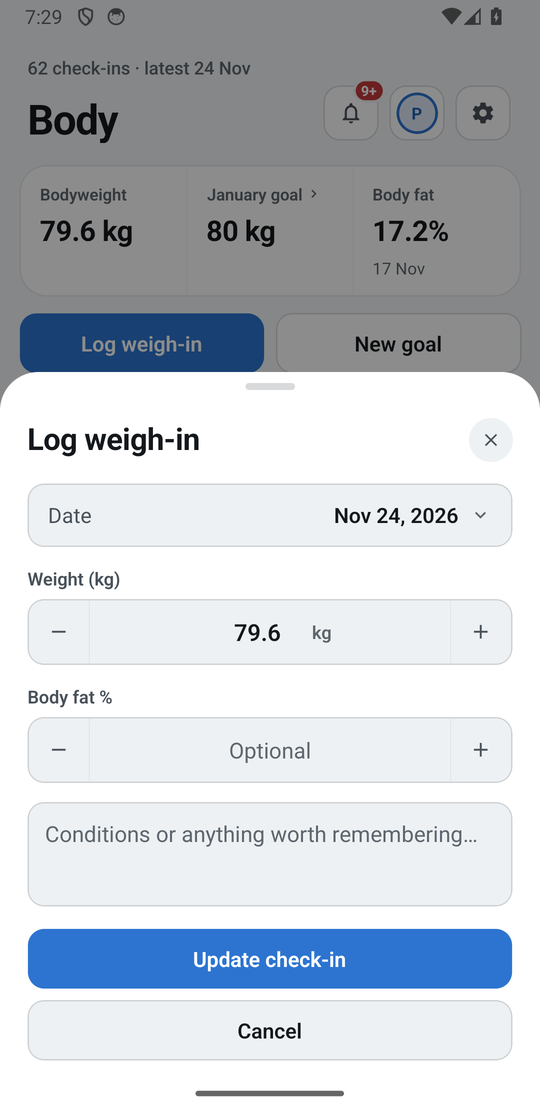 7:29
62 check-ins · latest 24 Nov
Body
9+
P
Bodyweight
79.6 kg
January goal
80 kg
Body fat
17.2%
17 Nov
Log weigh-in
New goal
Log weigh-in
Date
Nov 24, 2026
Weight (kg)
− 79.6 kg +
Body fat %
− Optional +
Conditions or anything worth remembering…
Update check-in
Cancel